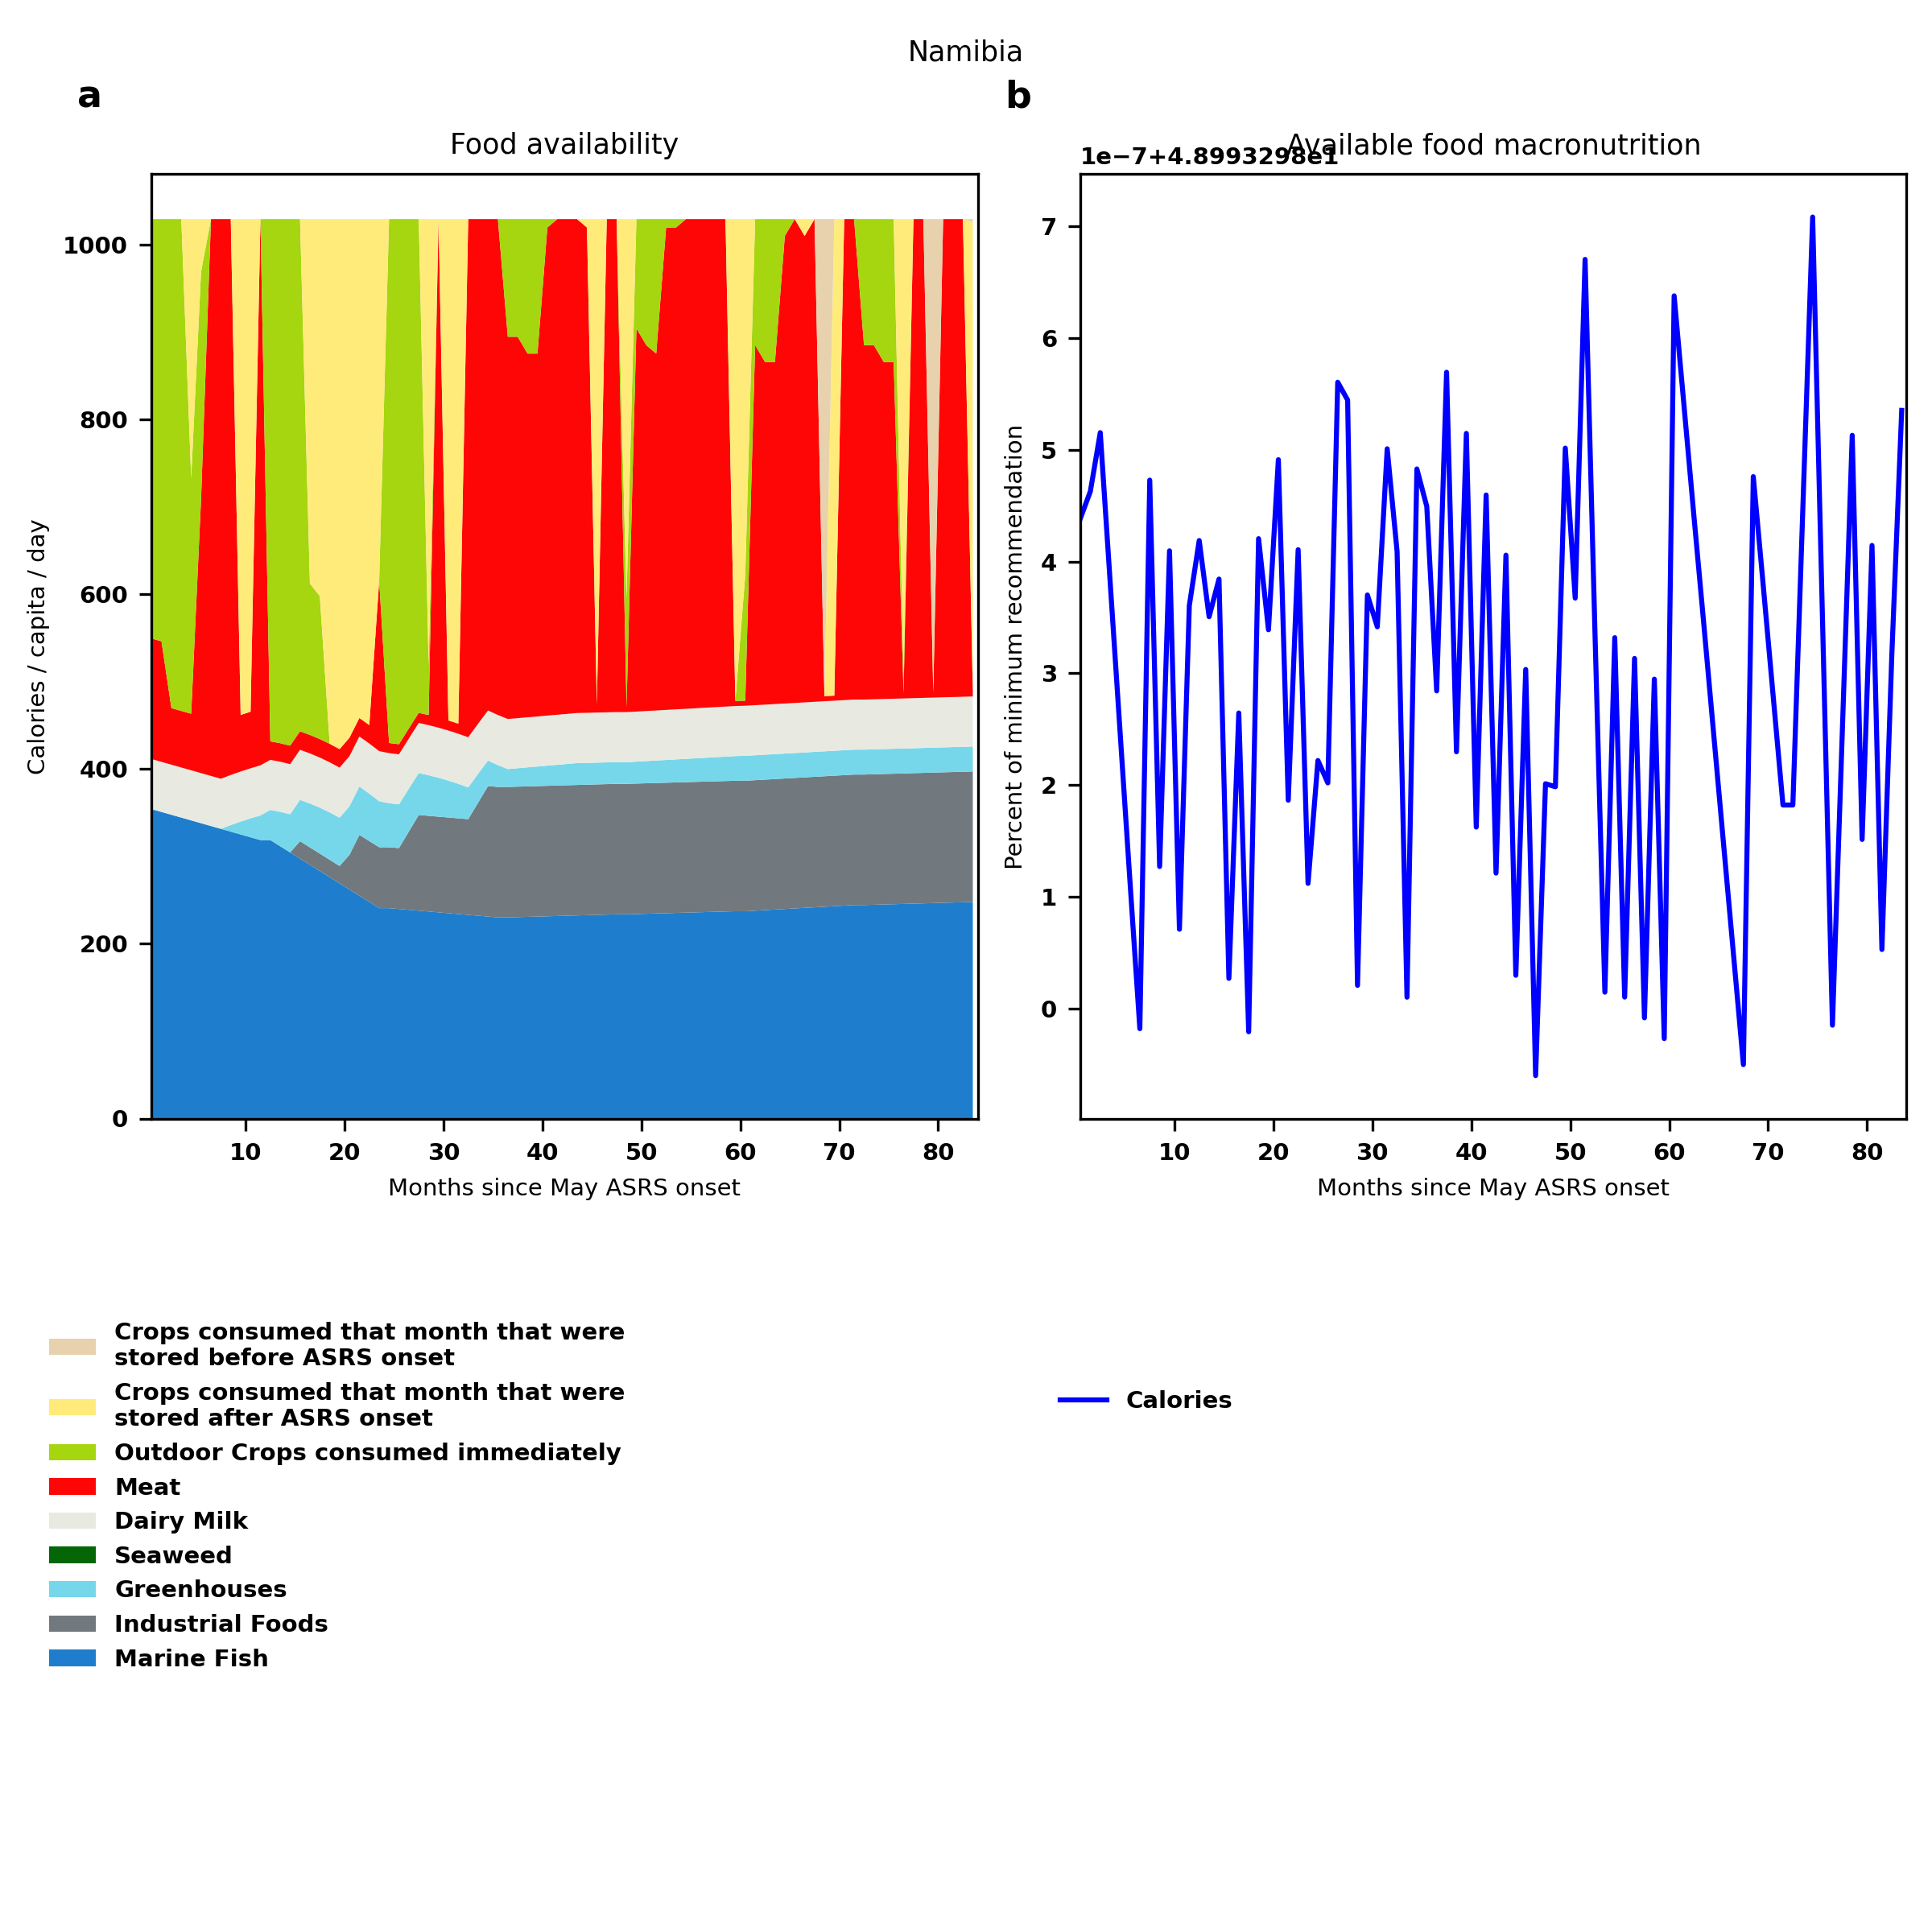 Namibia
a
b
Food availability
Available food macronutrition
1e−7+4.8993298e1
Calories / capita / day
1000
800
600
400
200
0
10 20 30 40 50 60 70 80
Months since May ASRS onset
Percent of minimum recommendation
7
6
5
4
3
2
1
0
10 20 30 40 50 60 70 80
Months since May ASRS onset
Crops consumed that month that were
stored before ASRS onset
Crops consumed that month that were
stored after ASRS onset
Outdoor Crops consumed immediately
Meat
Dairy Milk
Seaweed
Greenhouses
Industrial Foods
Marine Fish
Calories